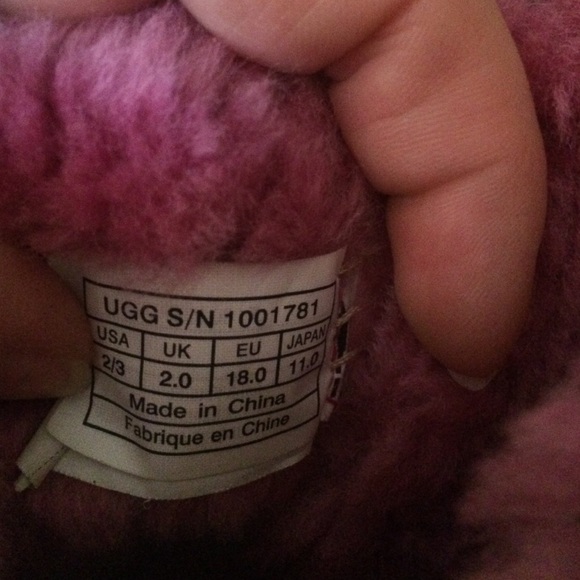 UGG S/N 1001781
USA UK EU JAPAN
2/3 2.0 18.0 11.0
Made in China
Fabrique en Chine